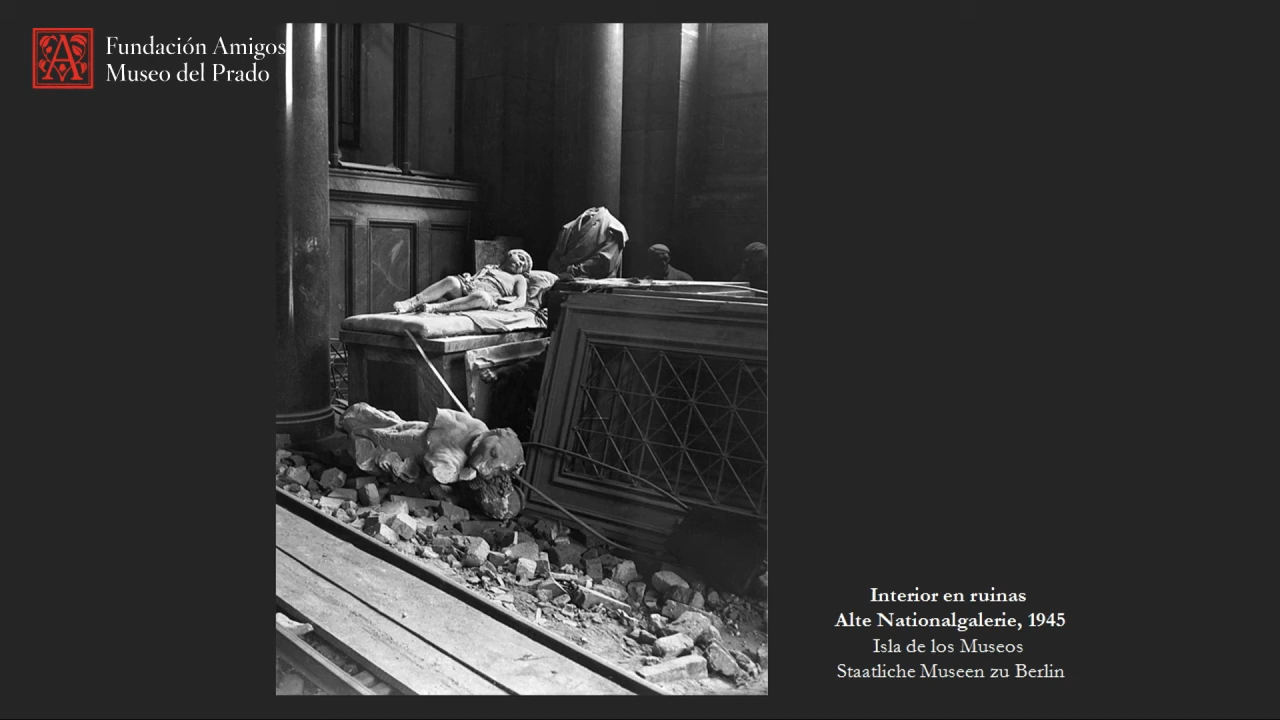 Fundación Amigos
Museo del Prado
Interior en ruinas
Alte Nationalgalerie, 1945
Isla de los Museos
Staatliche Museen zu Berlin